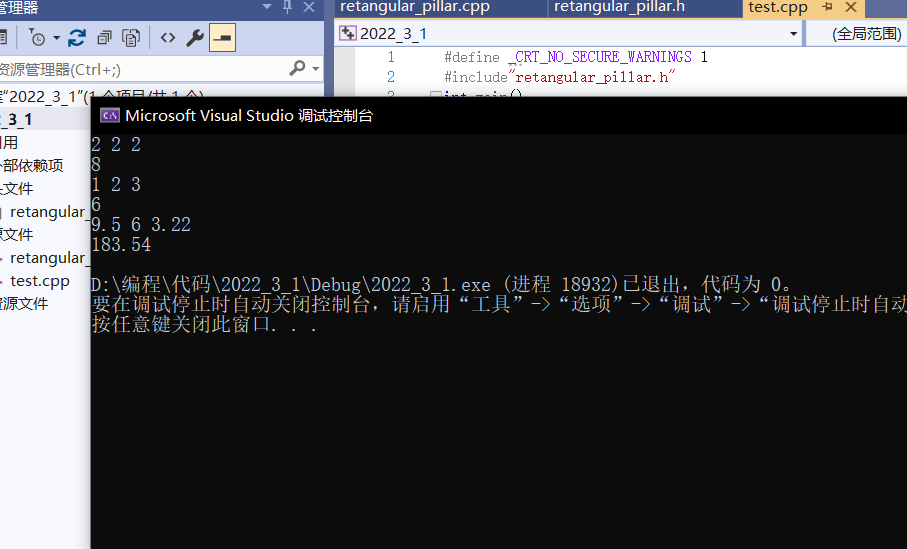 管理器
retangular_pillar.cpp
retangular_pillar.h
test.cpp
2022_3_1
(全局范围)
资源管理器(Ctrl+;)
1 #define _CRT_NO_SECURE_WARNINGS 1
2 #include"retangular_pillar.h"
int main()
"2022_3_1"(1 个项目/共 1 个)
_3_1
Microsoft Visual Studio 调试控制台
2 2 2
8
1 2 3
6
9.5 6 3.22
183.54
D:\编程\代码\2022_3_1\Debug\2022_3_1.exe (进程 18932)已退出，代码为 0。
要在调试停止时自动关闭控制台，请启用“工具”->“选项”->“调试”->“调试停止时自动
按任意键关闭此窗口. . .
用
部依赖项
文件
retangular_
文件
retangular_
test.cpp
资源文件